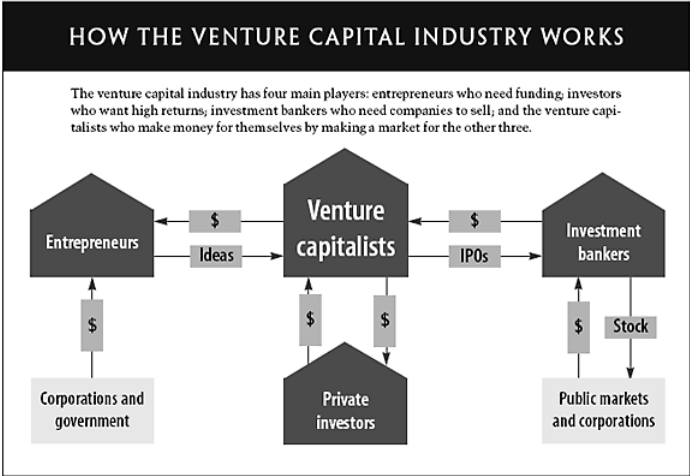 HOW THE VENTURE CAPITAL INDUSTRY WORKS
The venture capital industry has four main players: entrepreneurs who need funding; investors
who want high returns; investment bankers who need companies to sell; and the venture capi-
talists who make money for themselves by making a market for the other three.
Entrepreneurs
$
Ideas
Venture
capitalists
$
IPOs
Investment
bankers
$
$
$
$
Stock
Corporations and
government
Private
investors
Public markets
and corporations